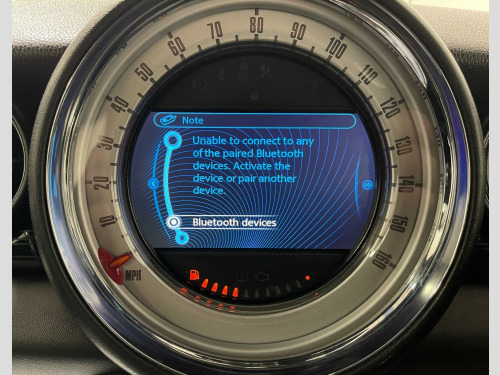 Note
Unable to connect to any
of the paired Bluetooth
devices. Activate the
device or pair another
device.
Bluetooth devices
10
20
30
40
50
60
70
80
90
100
110
120
130
140
150
160
MPH